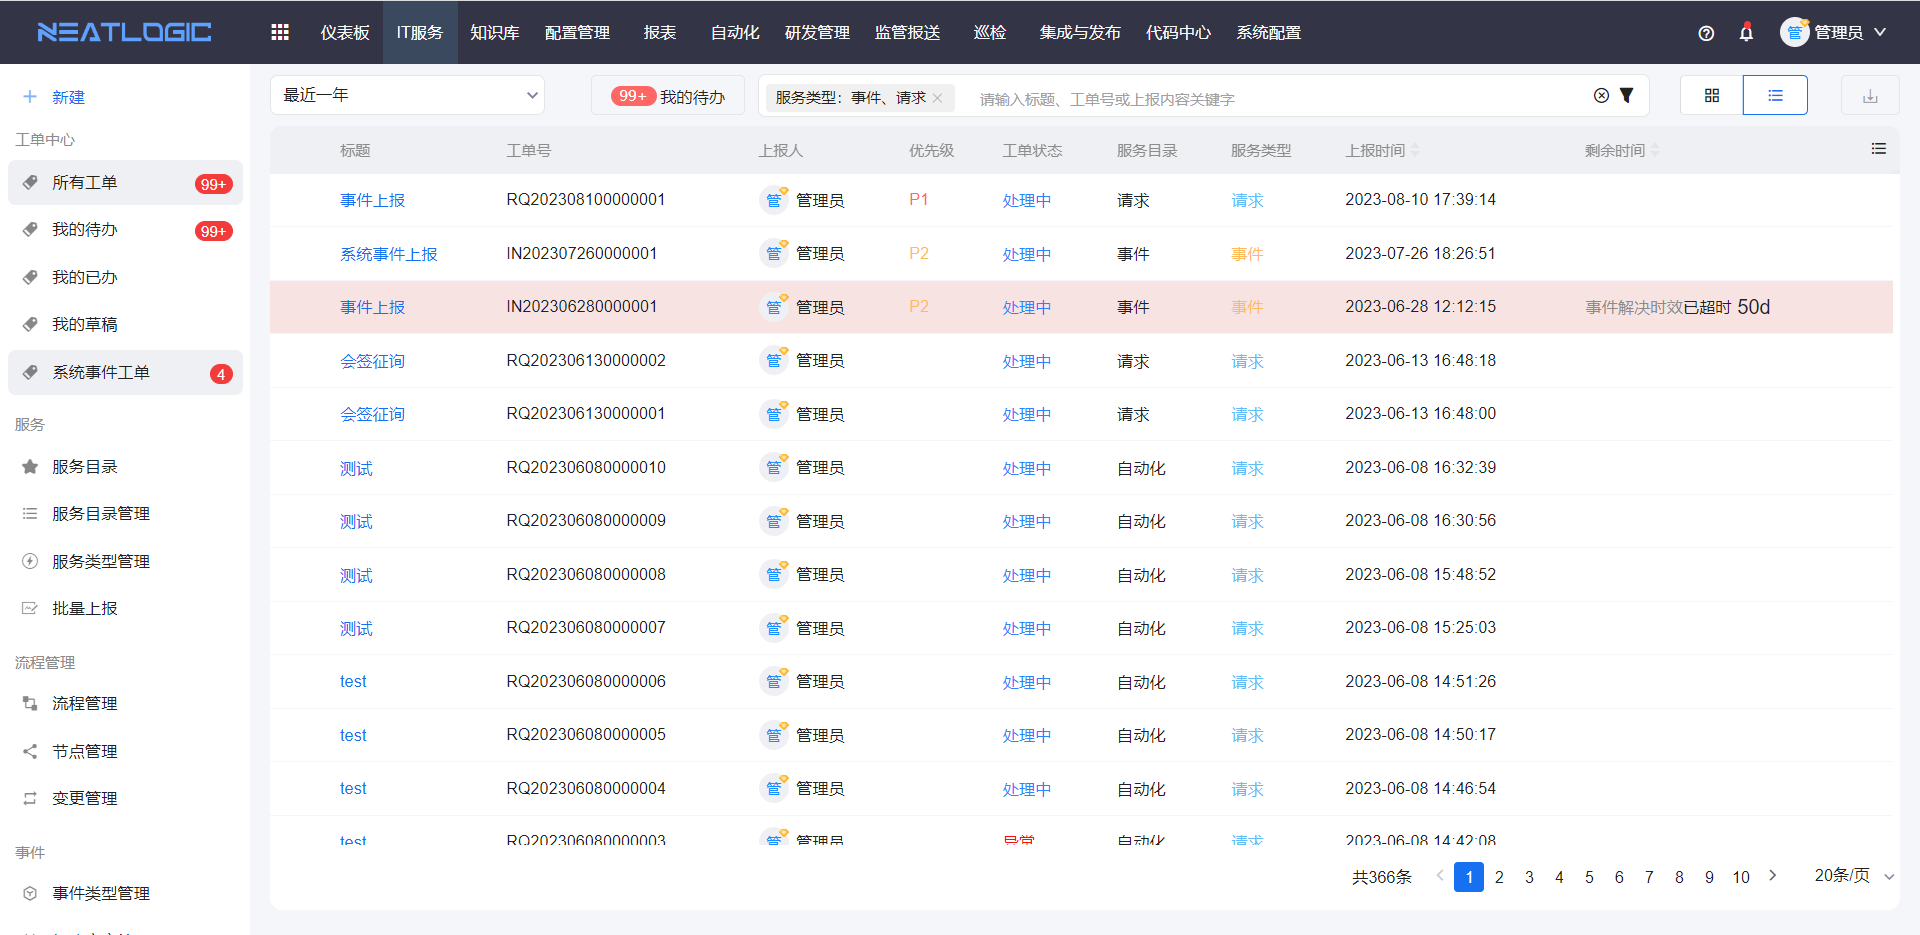 NEATLOGIC 仪表板 IT服务 知识库 配置管理 报表 自动化 研发管理 监管报送 巡检 集成与发布 代码中心 系统配置 管 管理员
新建
工单中心
所有工单 99+
我的待办 99+
我的已办
我的草稿
系统事件工单 4
服务
服务目录
服务目录管理
服务类型管理
批量上报
流程管理
流程管理
节点管理
变更管理
事件
事件类型管理
最近一年 99+ 我的待办 服务类型：事件、请求 请输入标题、工单号或上报内容关键字
标题 工单号 上报人 优先级 工单状态 服务目录 服务类型 上报时间 剩余时间
事件上报 RQ202308100000001 管 管理员 P1 处理中 请求 请求 2023-08-10 17:39:14
系统事件上报 IN202307260000001 管 管理员 P2 处理中 事件 事件 2023-07-26 18:26:51
事件上报 IN202306280000001 管 管理员 P2 处理中 事件 事件 2023-06-28 12:12:15 事件解决时效已超时 50d
会签征询 RQ202306130000002 管 管理员 处理中 请求 请求 2023-06-13 16:48:18
会签征询 RQ202306130000001 管 管理员 处理中 请求 请求 2023-06-13 16:48:00
测试 RQ202306080000010 管 管理员 处理中 自动化 请求 2023-06-08 16:32:39
测试 RQ202306080000009 管 管理员 处理中 自动化 请求 2023-06-08 16:30:56
测试 RQ202306080000008 管 管理员 处理中 自动化 请求 2023-06-08 15:48:52
测试 RQ202306080000007 管 管理员 处理中 自动化 请求 2023-06-08 15:25:03
test RQ202306080000006 管 管理员 处理中 自动化 请求 2023-06-08 14:51:26
test RQ202306080000005 管 管理员 处理中 自动化 请求 2023-06-08 14:50:17
test RQ202306080000004 管 管理员 处理中 自动化 请求 2023-06-08 14:46:54
test RQ202306080000003 管 管理员 异常 自动化 请求 2023-06-08 14:42:08
共366条 1 2 3 4 5 6 7 8 9 10 20条/页